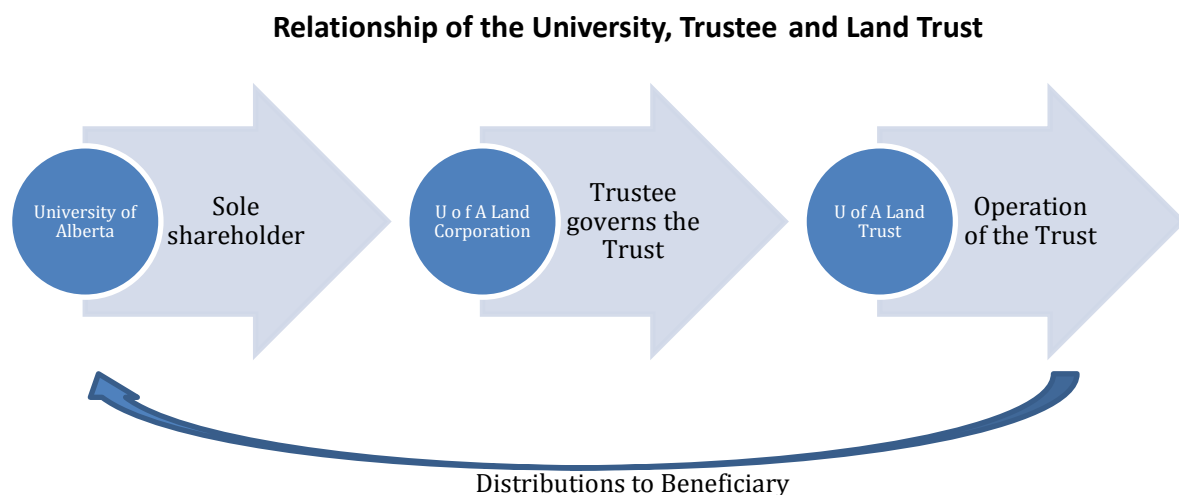 Relationship of the University, Trustee and Land Trust
University of
Alberta
Sole
shareholder
U o f A Land
Corporation
Trustee
governs the
Trust
U of A Land
Trust
Operation
of the Trust
Distributions to Beneficiary